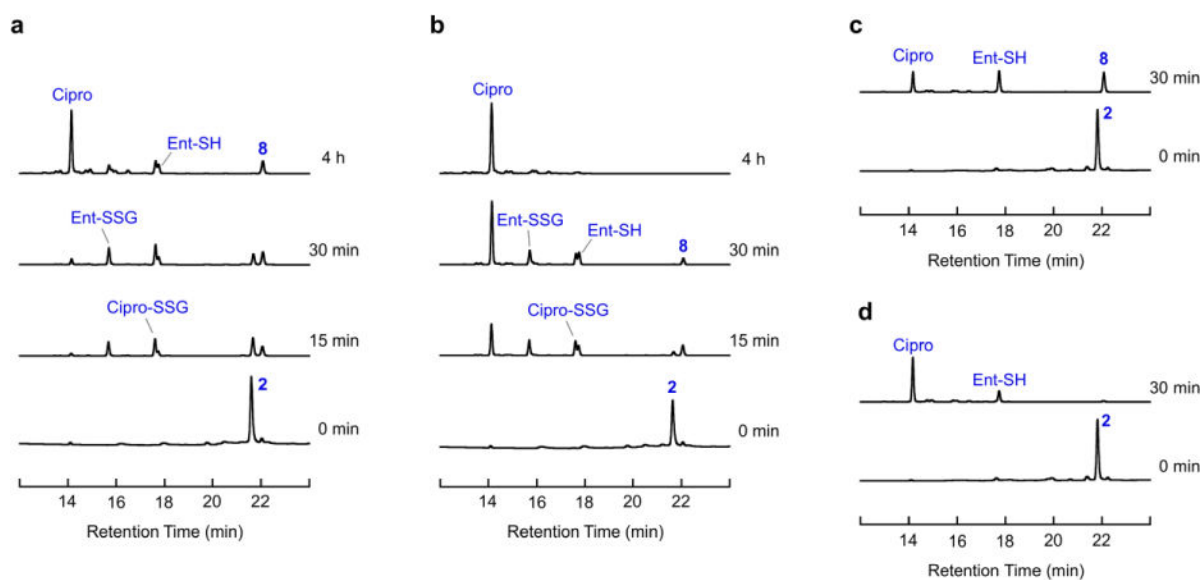 a
Cipro
Ent-SH
8
4 h
Ent-SSG
30 min
Cipro-SSG
15 min
2
0 min
14 16 18 20 22
Retention Time (min)
b
Cipro
4 h
Ent-SSG
Ent-SH
8
30 min
Cipro-SSG
15 min
2
0 min
14 16 18 20 22
Retention Time (min)
c
Cipro
Ent-SH
8
30 min
2
0 min
14 16 18 20 22
Retention Time (min)
d
Cipro
Ent-SH
30 min
2
0 min
14 16 18 20 22
Retention Time (min)